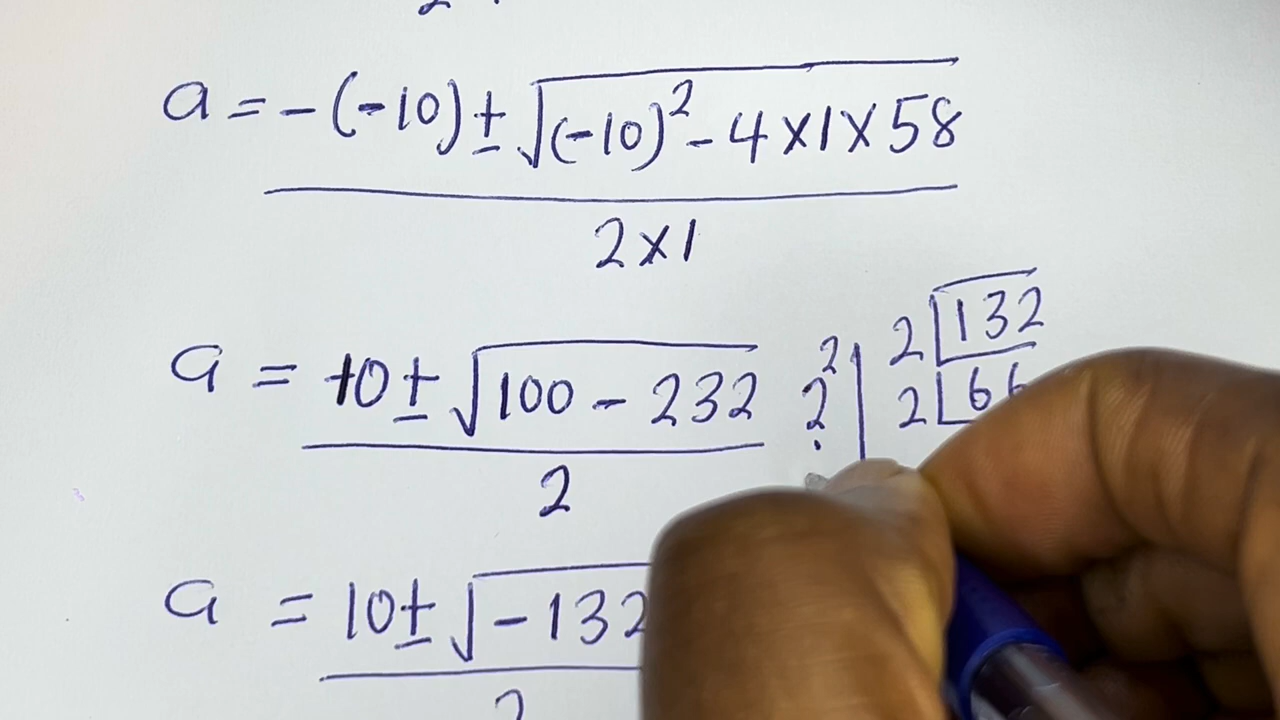 a = -(-10) ± √(-10)² - 4×1×58
2×1
a = +10 ± √100 - 232
2
2² ·
2 132
2 66
a = 10 ± √-132
2